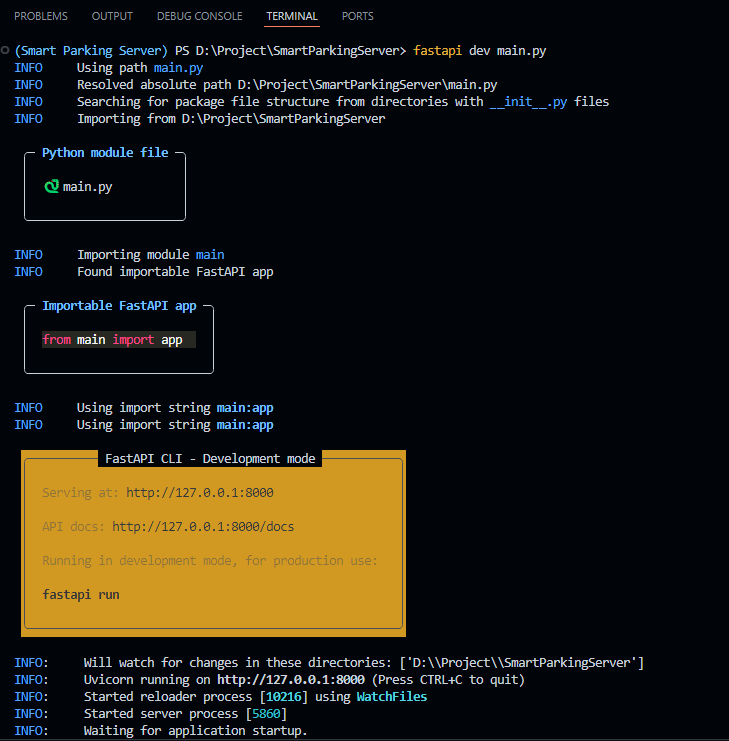 PROBLEMS OUTPUT DEBUG CONSOLE TERMINAL PORTS
(Smart Parking Server) PS D:\Project\SmartParkingServer> fastapi dev main.py
INFO Using path main.py
INFO Resolved absolute path D:\Project\SmartParkingServer\main.py
INFO Searching for package file structure from directories with __init__.py files
INFO Importing from D:\Project\SmartParkingServer
Python module file
main.py
INFO Importing module main
INFO Found importable FastAPI app
Importable FastAPI app
from main import app
INFO Using import string main:app
INFO Using import string main:app
FastAPI CLI - Development mode
Serving at: http://127.0.0.1:8000
API docs: http://127.0.0.1:8000/docs
Running in development mode, for production use:
fastapi run
INFO: Will watch for changes in these directories: ['D:\\Project\\SmartParkingServer']
INFO: Uvicorn running on http://127.0.0.1:8000 (Press CTRL+C to quit)
INFO: Started reloader process [10216] using WatchFiles
INFO: Started server process [5860]
INFO: Waiting for application startup.